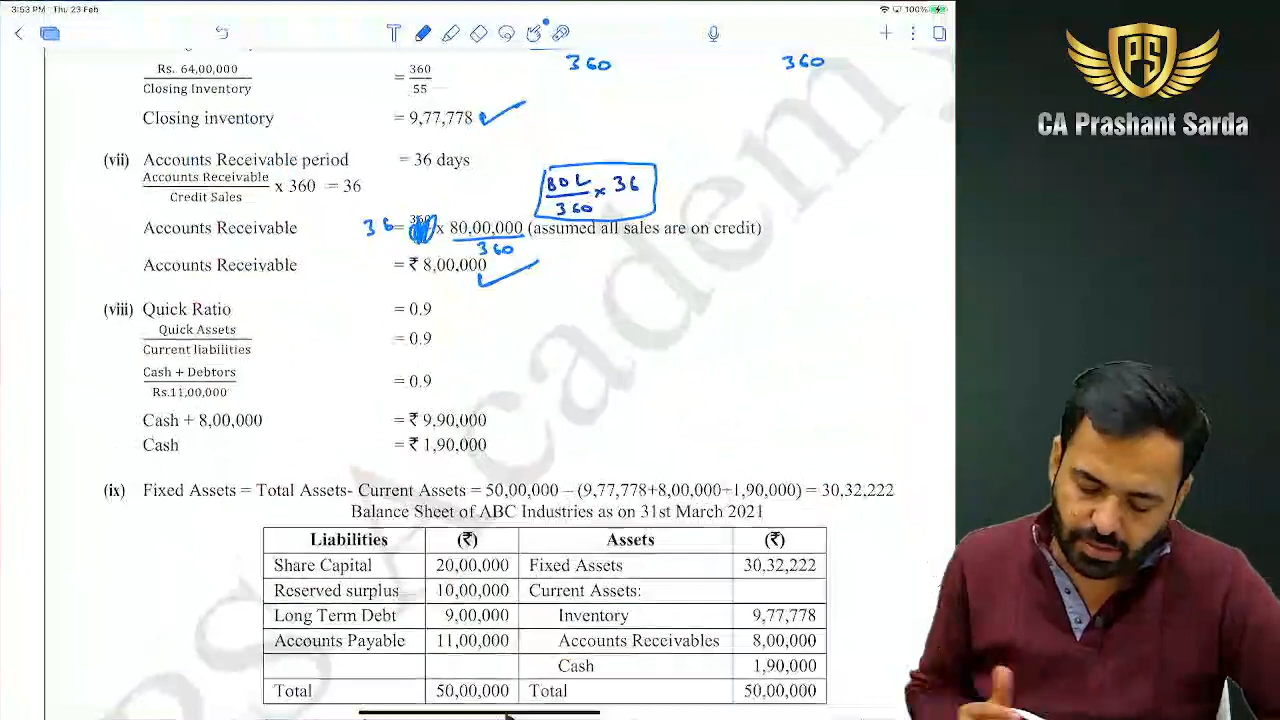 3:53 PM Thu 23 Feb
100%
T
360 360
Rs. 64,00,000
Closing Inventory
= 360
55
Closing inventory = 9,77,778
(vii) Accounts Receivable period = 36 days
Accounts Receivable
Credit Sales
x 360 = 36
80L
360
x 36
Accounts Receivable 36 = x 80,00,000 (assumed all sales are on credit)
360
Accounts Receivable = ₹ 8,00,000
(viii) Quick Ratio = 0.9
Quick Assets
Current liabilities
= 0.9
Cash + Debtors
Rs.11,00,000
= 0.9
Cash + 8,00,000 = ₹ 9,90,000
Cash = ₹ 1,90,000
(ix) Fixed Assets = Total Assets- Current Assets = 50,00,000 – (9,77,778+8,00,000+1,90,000) = 30,32,222
Balance Sheet of ABC Industries as on 31st March 2021
Liabilities (₹) Assets (₹)
Share Capital 20,00,000 Fixed Assets 30,32,222
Reserved surplus 10,00,000 Current Assets:
Long Term Debt 9,00,000 Inventory 9,77,778
Accounts Payable 11,00,000 Accounts Receivables 8,00,000
Cash 1,90,000
Total 50,00,000 Total 50,00,000
PS Academy
PS
CA Prashant Sarda